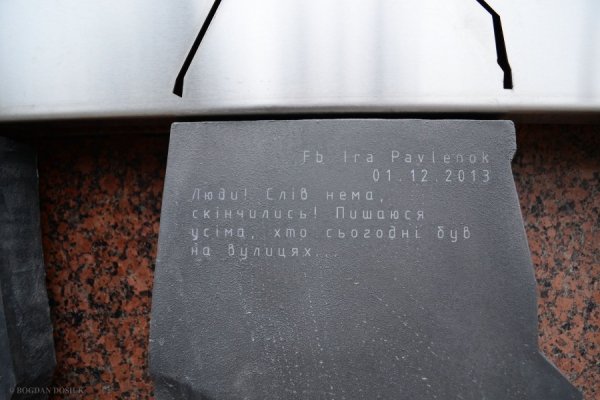 Fb Ira Pavlenok
01.12.2013
Люди! Слів нема,
скінчились! Пишаюся
усіма, хто сьогодні був
на вулицях...
© BOGDAN DOSIUK